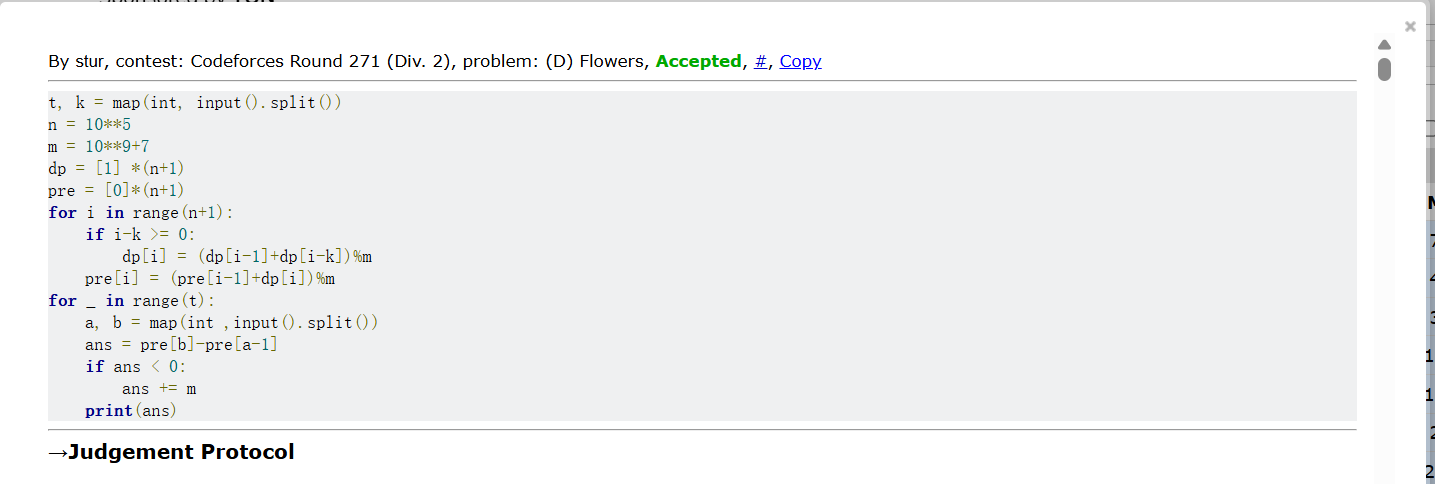 ×
By stur, contest: Codeforces Round 271 (Div. 2), problem: (D) Flowers, Accepted, #, Copy
t, k = map(int, input().split())
n = 10**5
m = 10**9+7
dp = [1] *(n+1)
pre = [0]*(n+1)
for i in range(n+1):
    if i-k >= 0:
        dp[i] = (dp[i-1]+dp[i-k])%m
    pre[i] = (pre[i-1]+dp[i])%m
for _ in range(t):
    a, b = map(int ,input().split())
    ans = pre[b]-pre[a-1]
    if ans < 0:
        ans += m
    print(ans)
→Judgement Protocol